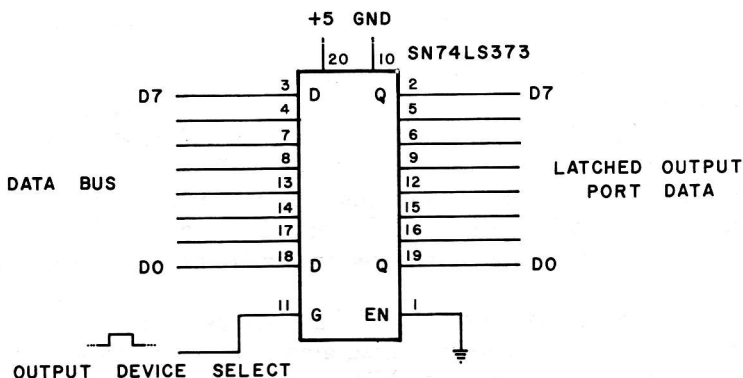 +5 GND
20 10 SN74LS373
D7 3 D Q 2 D7
4 5
7 6
8 9
DATA BUS 13 12 LATCHED OUTPUT
PORT DATA
14 15
17 16
D0 18 D Q 19 D0
11 G EN 1
OUTPUT DEVICE SELECT